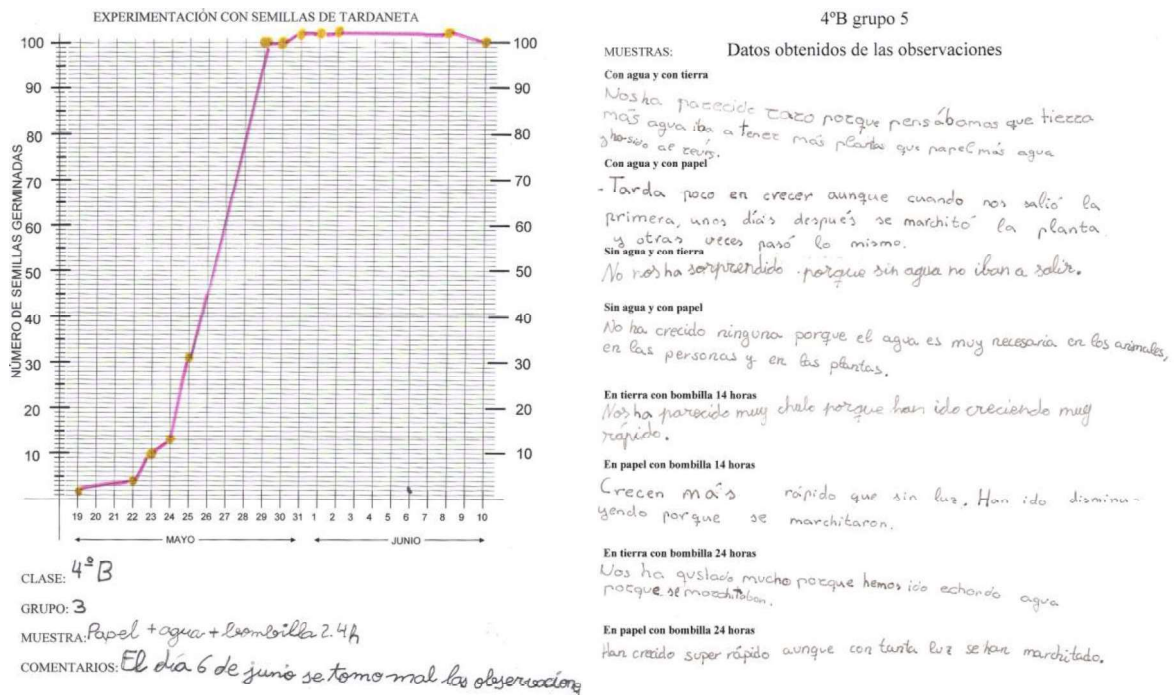 EXPERIMENTACIÓN CON SEMILLAS DE TARDANETA
NÚMERO DE SEMILLAS GERMINADAS
100 100
90 90
80 80
70 70
60 60
50 50
40 40
30 30
20 20
10 10
19 20 21 22 23 24 25 26 27 28 29 30 31 1 2 3 4 5 6 7 8 9 10
MAYO JUNIO
CLASE: 4º B
GRUPO: 3
MUESTRA: Papel + agua + bombilla 24h
COMENTARIOS: El día 6 de junio se tomo mal las observaciones
4ºB grupo 5
MUESTRAS: Datos obtenidos de las observaciones
Con agua y con tierra
Nos ha parecido raro porque pensábamos que tierra
más agua iba a tener más plantas que papel más agua
y ha sido al revés.
Con agua y con papel
- Tarda poco en crecer aunque cuando nos salió la
primera, unos días después se marchitó la planta
y otras veces pasó lo mismo.
Sin agua y con tierra
No nos ha sorprendido porque sin agua no iban a salir.
Sin agua y con papel
No ha crecido ninguna porque el agua es muy necesaria en los animales,
en las personas y en las plantas.
En tierra con bombilla 14 horas
Nos ha parecido muy chulo porque han ido creciendo muy
rápido.
En papel con bombilla 14 horas
Crecen más rápido que sin luz. Han ido disminu-
yendo porque se marchitaron.
En tierra con bombilla 24 horas
Nos ha gustado mucho porque hemos ido echando agua
porque se marchitaban.
En papel con bombilla 24 horas
Han crecido super rápido aunque con tanta luz se han marchitado.